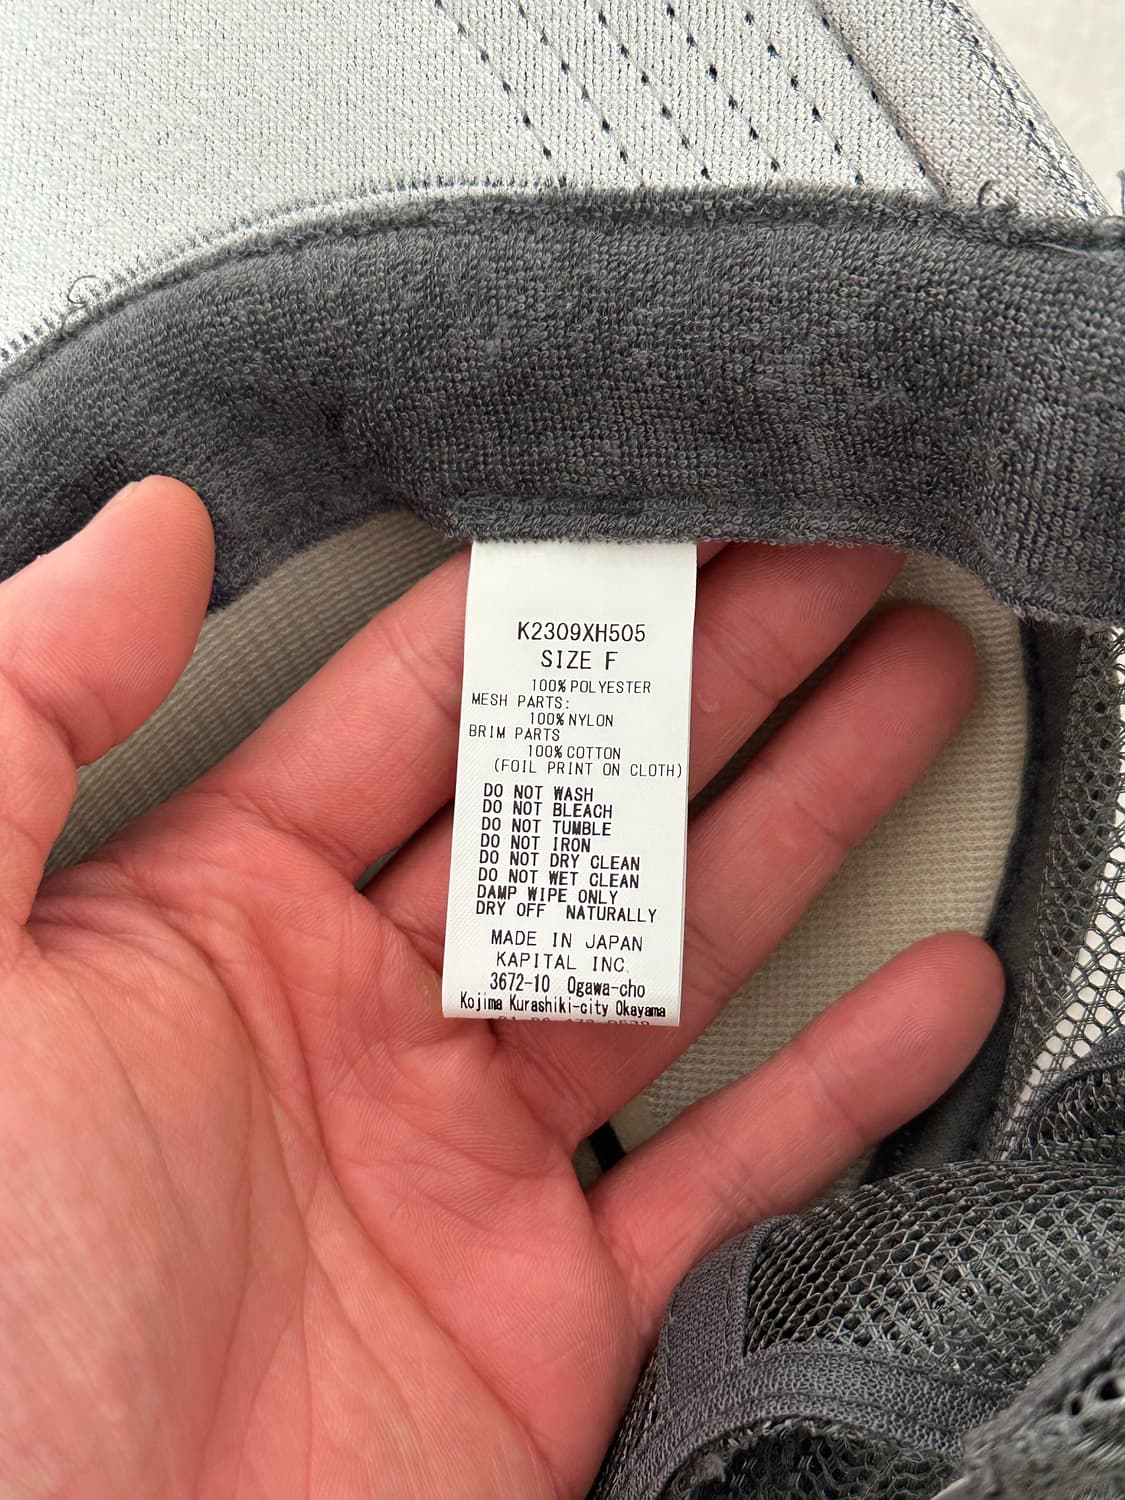 K2309XH505
SIZE F
100% POLYESTER
MESH PARTS:
100% NYLON
BRIM PARTS
100% COTTON
(FOIL PRINT ON CLOTH)
DO NOT WASH
DO NOT BLEACH
DO NOT TUMBLE
DO NOT IRON
DO NOT DRY CLEAN
DO NOT WET CLEAN
DAMP WIPE ONLY
DRY OFF NATURALLY
MADE IN JAPAN
KAPITAL INC.
3672-10 Ogawa-cho
Kojima Kurashiki-city Okayama